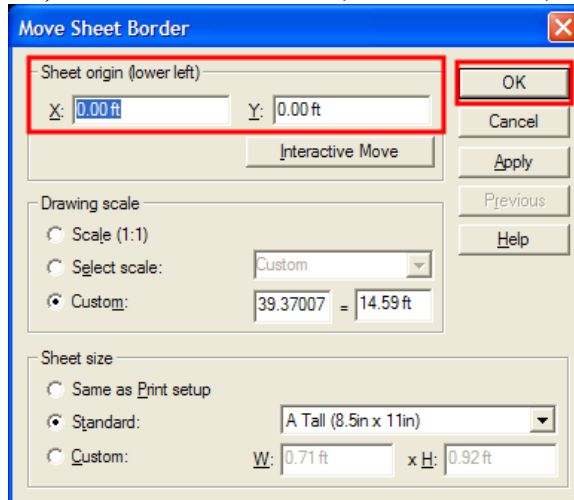 Move Sheet Border
Sheet origin (lower left)
X: 0.00 ft Y: 0.00 ft
Interactive Move
OK
Cancel
Apply
Previous
Help
Drawing scale
Scale (1:1)
Select scale: Custom
Custom: 39.37007 = 14.59 ft
Sheet size
Same as Print setup
Standard: A Tall (8.5in x 11in)
Custom: W: 0.71 ft x H: 0.92 ft